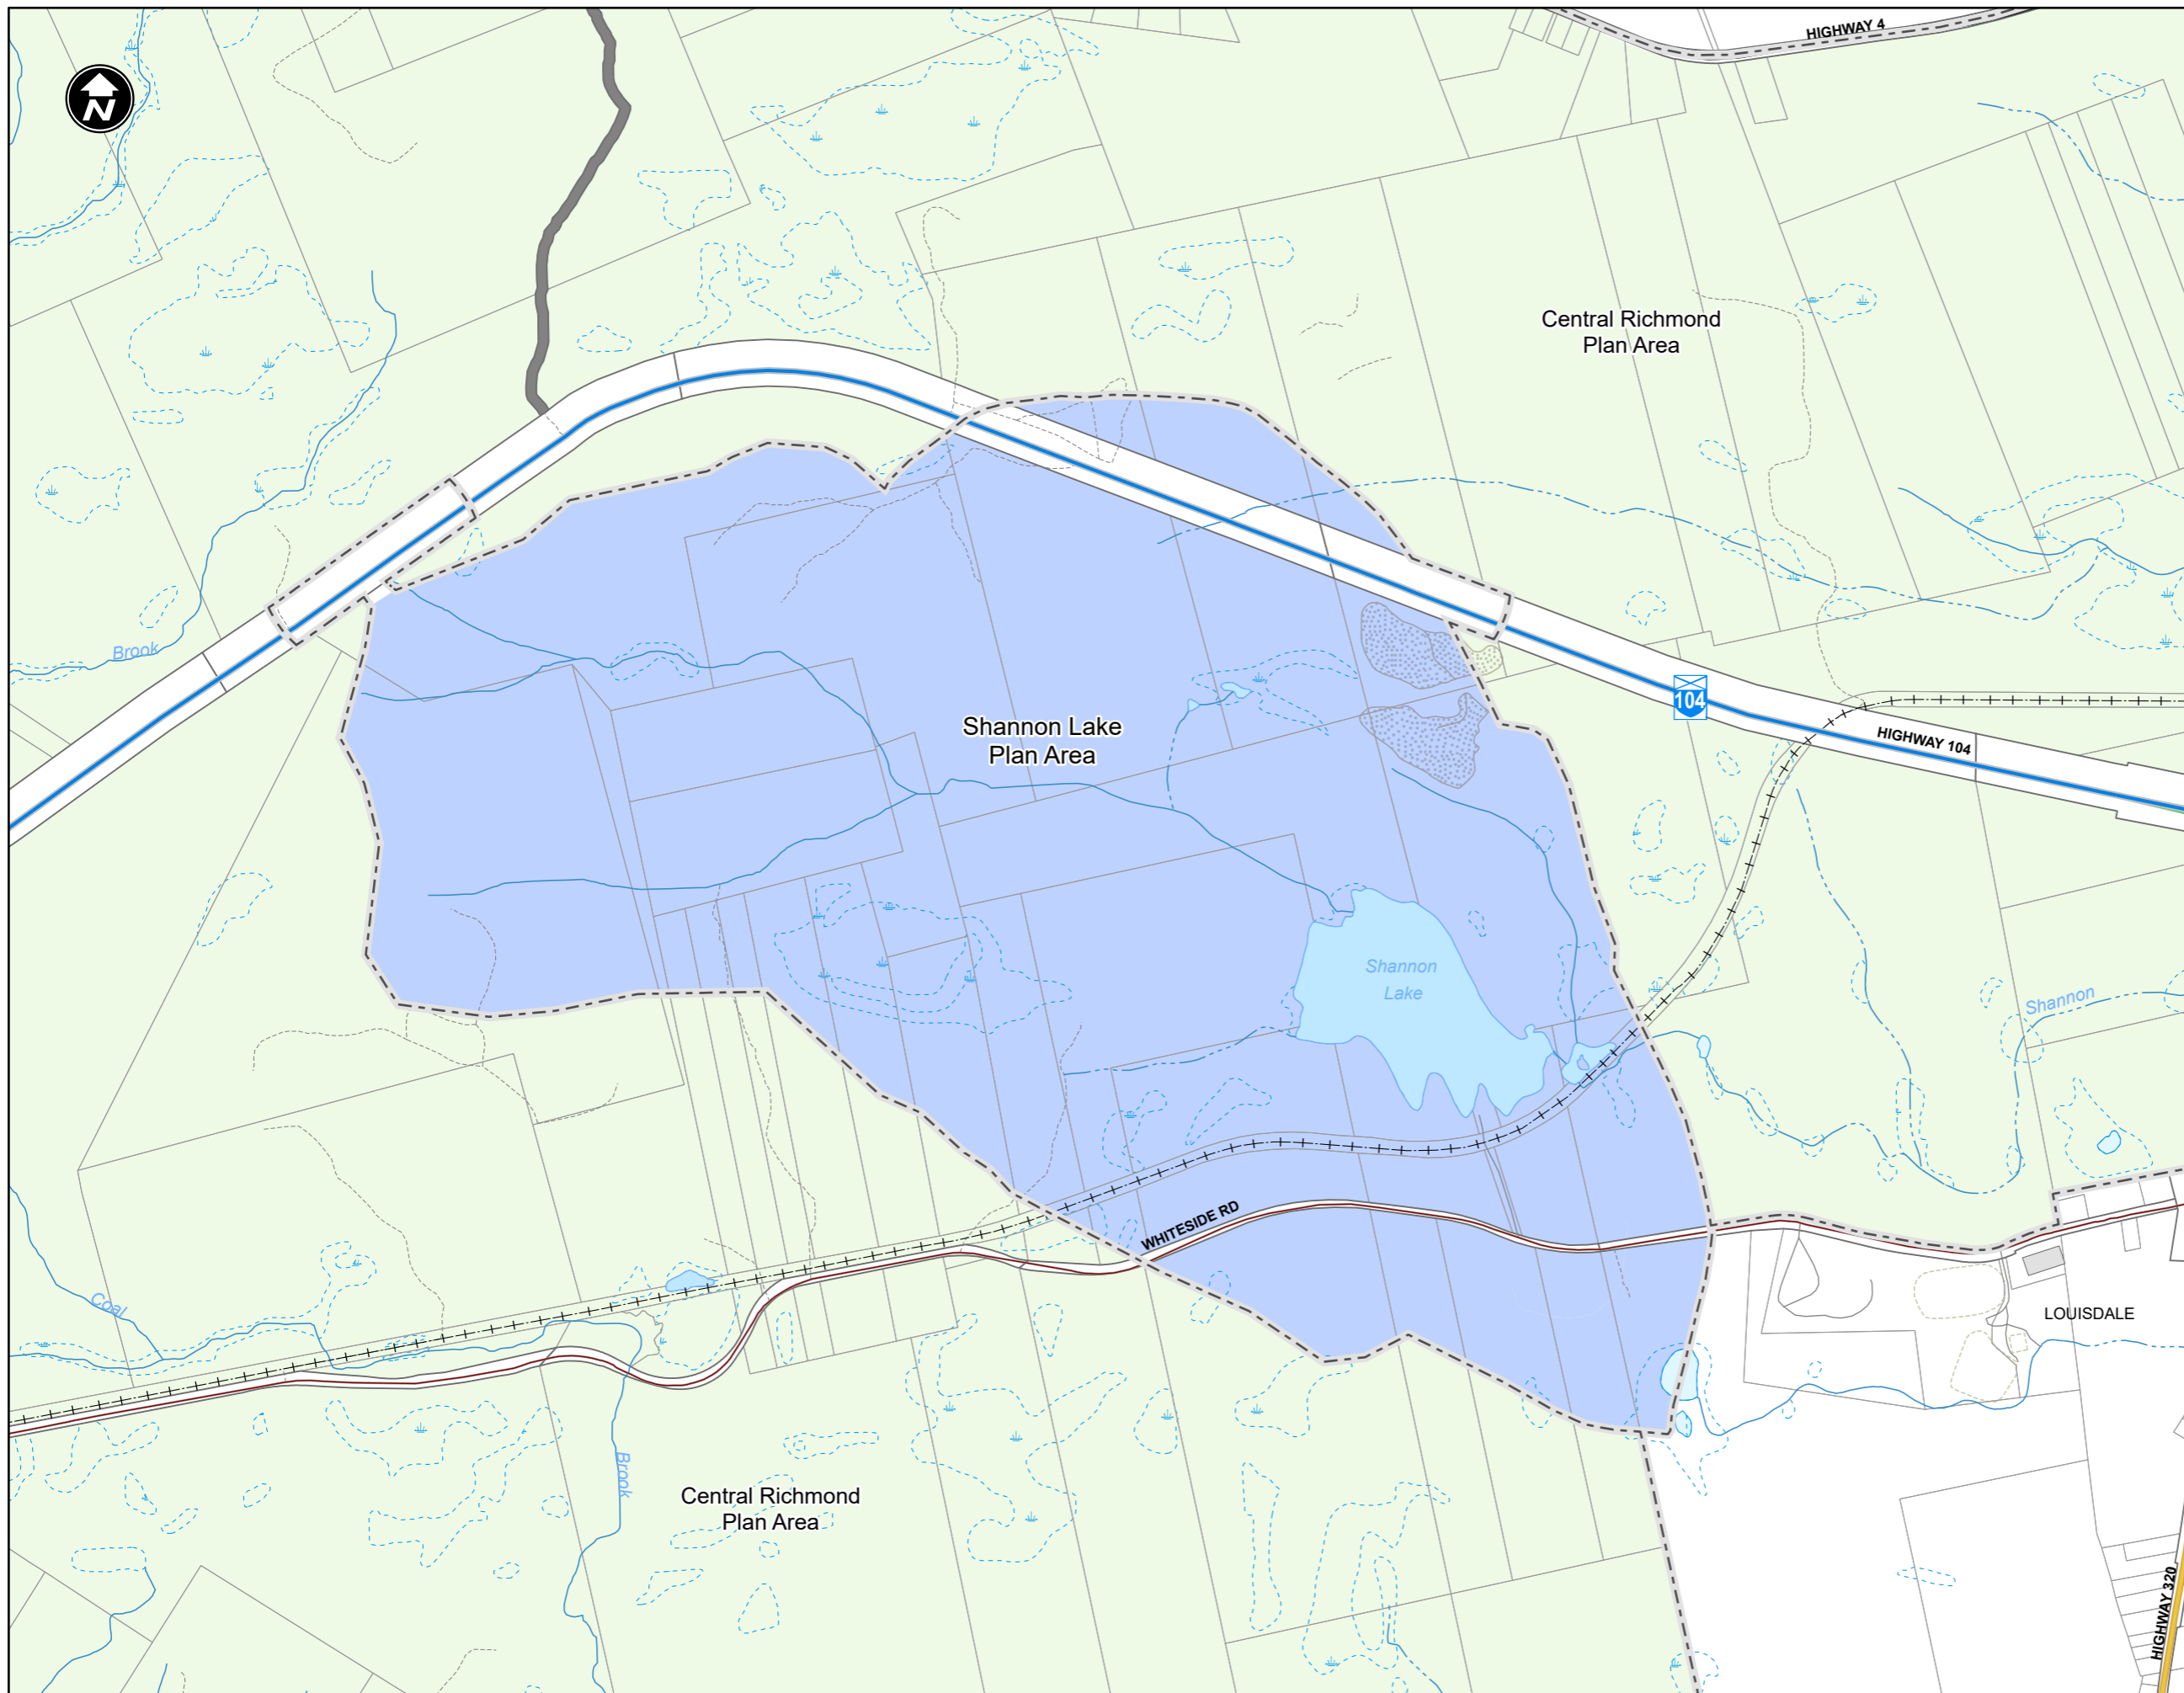 HIGHWAY 4
N
Central Richmond
Plan Area
Brook
104
HIGHWAY 104
Shannon Lake
Plan Area
Shannon
Lake
Shannon
WHITESIDE RD
Coal
LOUISDALE
Brook
Central Richmond
Plan Area
HIGHWAY 320